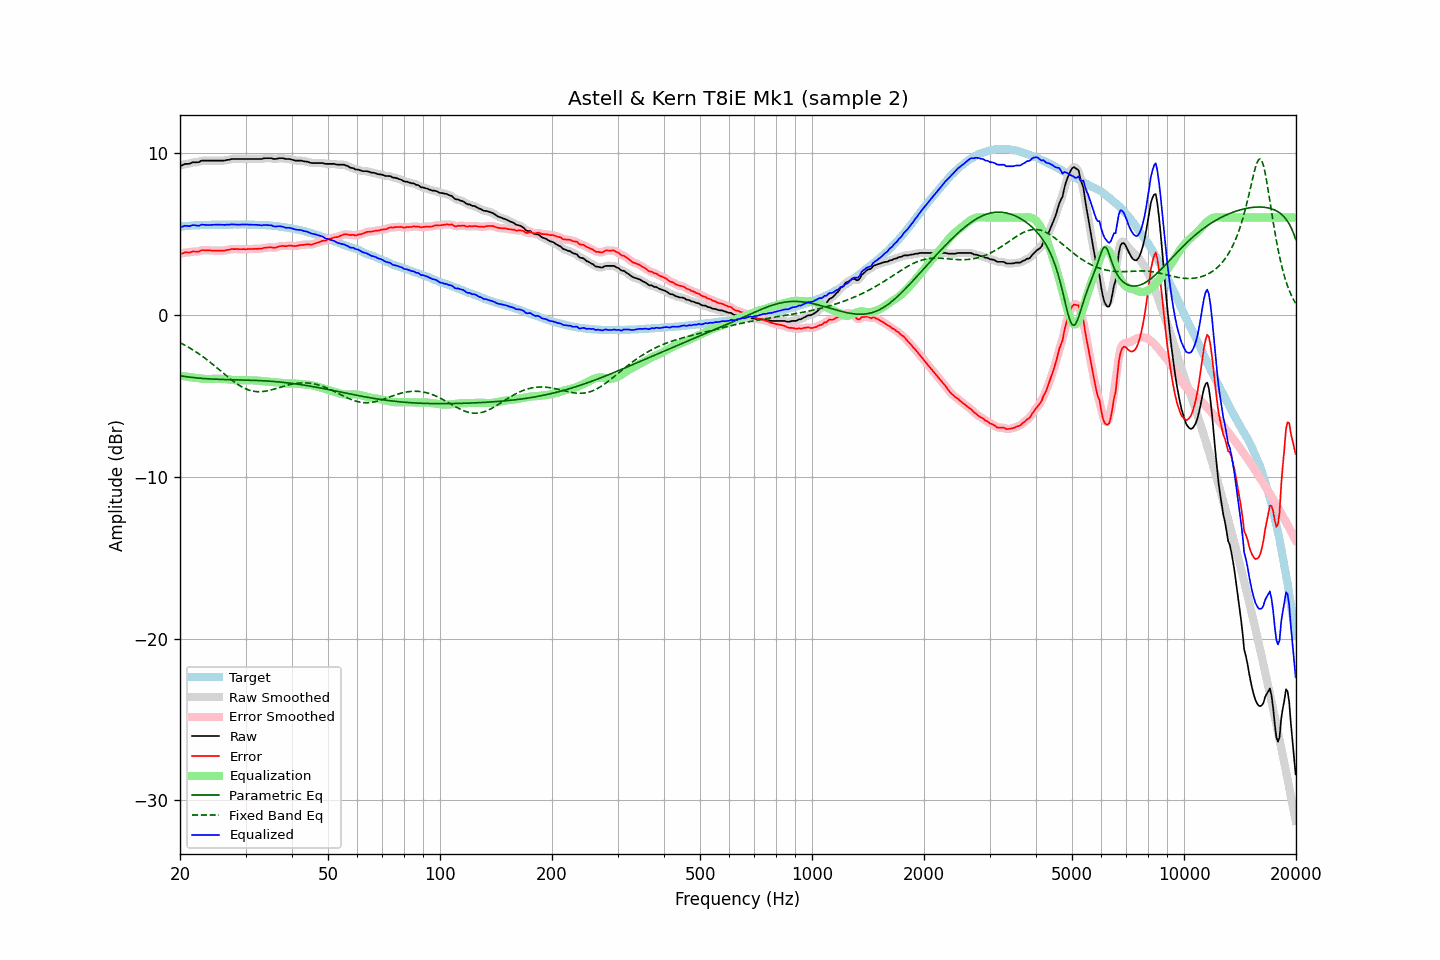 Astell & Kern T8iE Mk1 (sample 2)
Amplitude (dBr)
10
0
−10
−20
−30
Target
Raw Smoothed
Error Smoothed
Raw
Error
Equalization
Parametric Eq
Fixed Band Eq
Equalized
20 50 100 200 500 1000 2000 5000 10000 20000
Frequency (Hz)